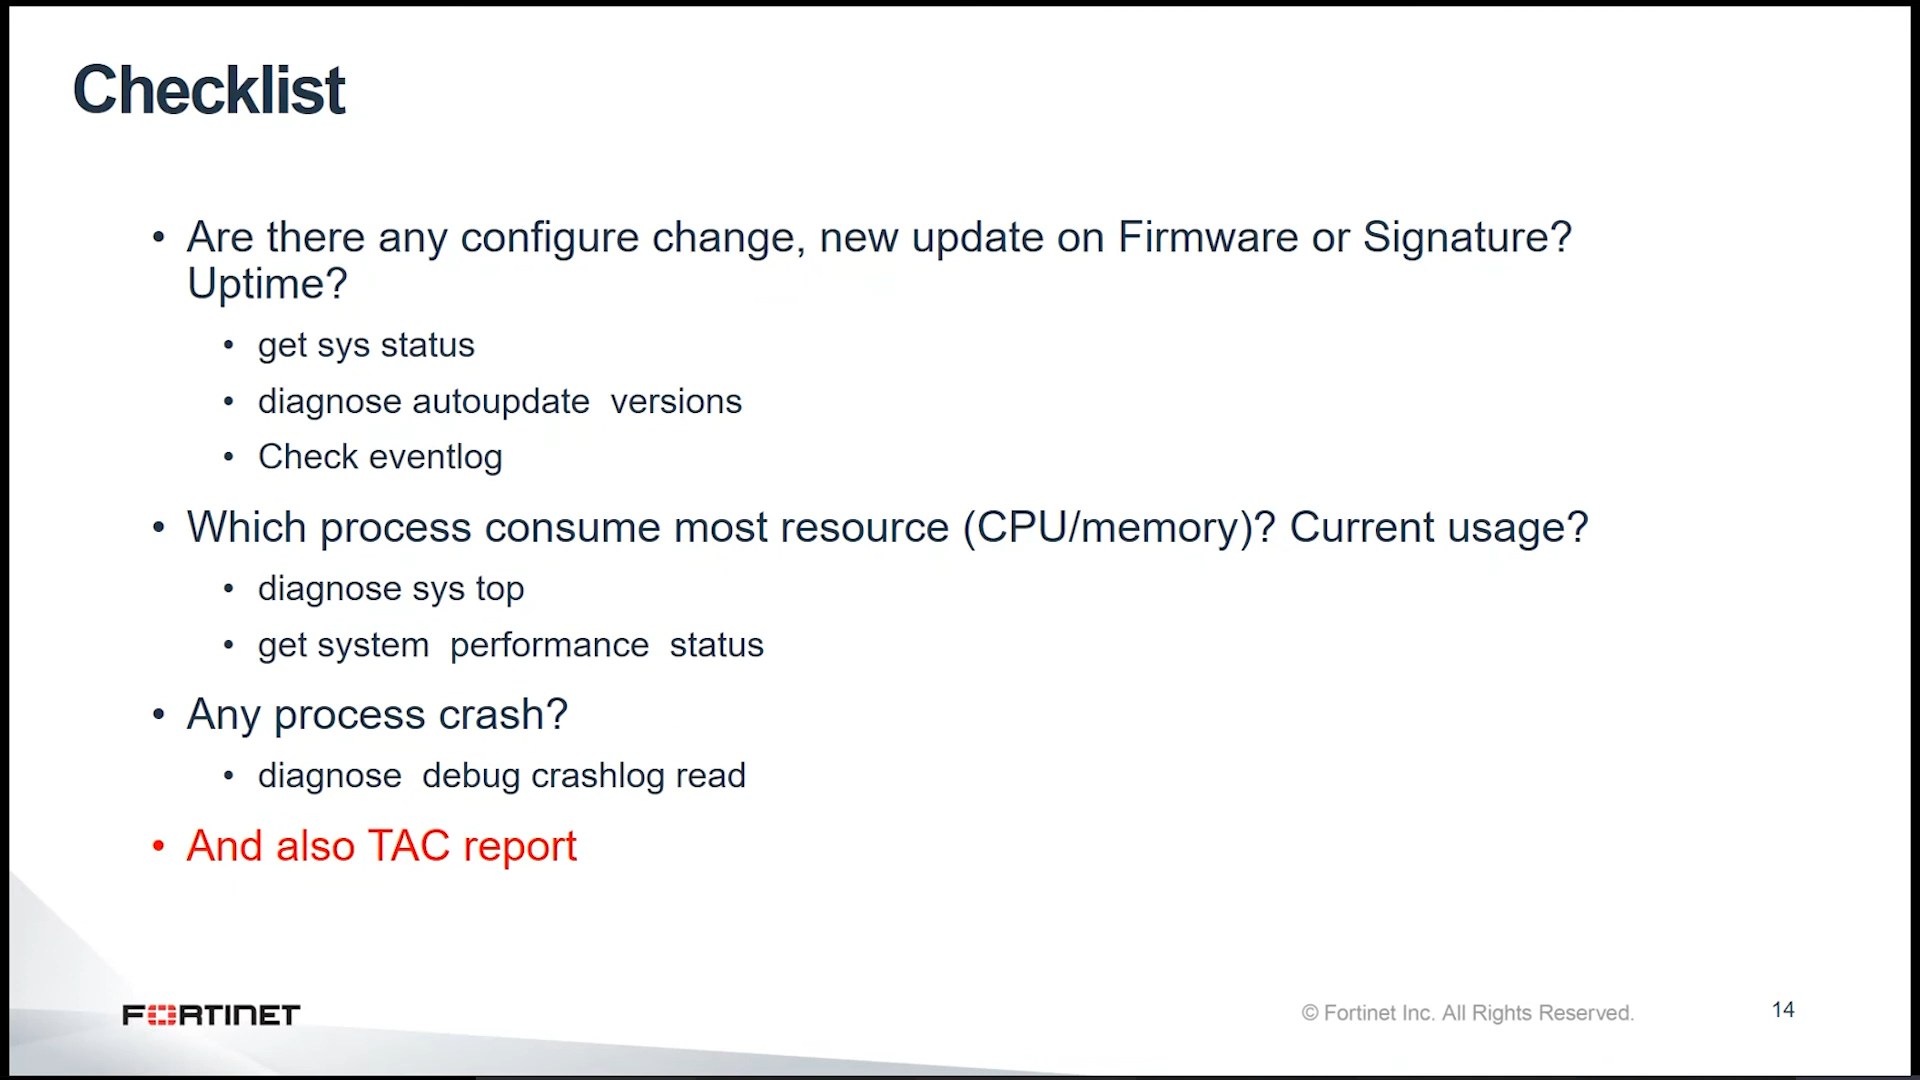 Checklist
• Are there any configure change, new update on Firmware or Signature?
Uptime?
• get sys status
• diagnose autoupdate  versions
• Check eventlog
• Which process consume most resource (CPU/memory)? Current usage?
• diagnose sys top
• get system  performance  status
• Any process crash?
• diagnose  debug crashlog read
• And also TAC report
FORTINET
© Fortinet Inc. All Rights Reserved.
14